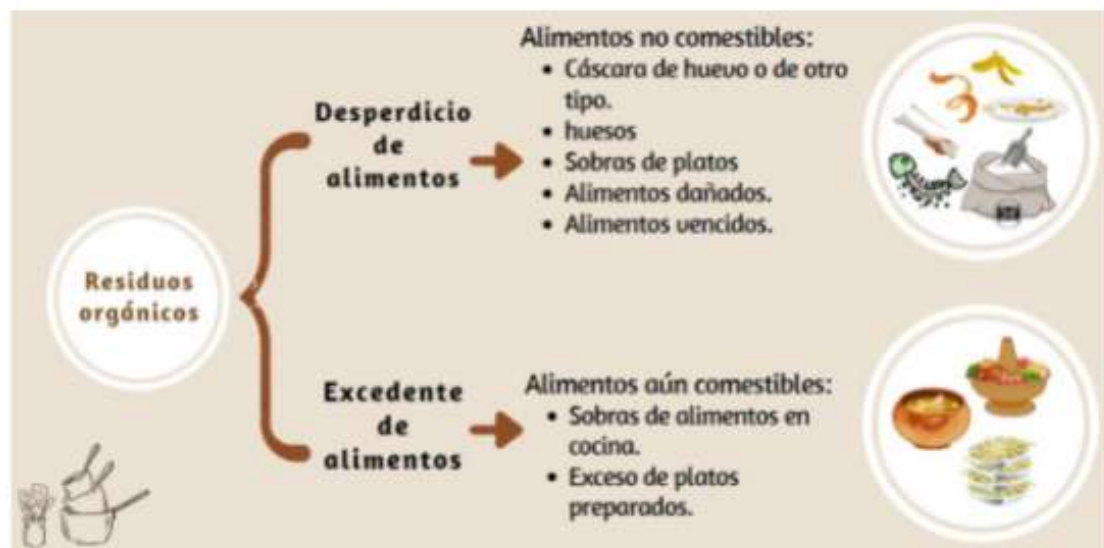 Alimentos no comestibles:
• Cáscara de huevo o de otro
tipo.
• huesos
• Sobras de platos
• Alimentos dañados.
• Alimentos vencidos.
Desperdicio
de
alimentos
Residuos
orgánicos
Excedente
de
alimentos
Alimentos aún comestibles:
• Sobras de alimentos en
cocina.
• Exceso de platos
preparados.